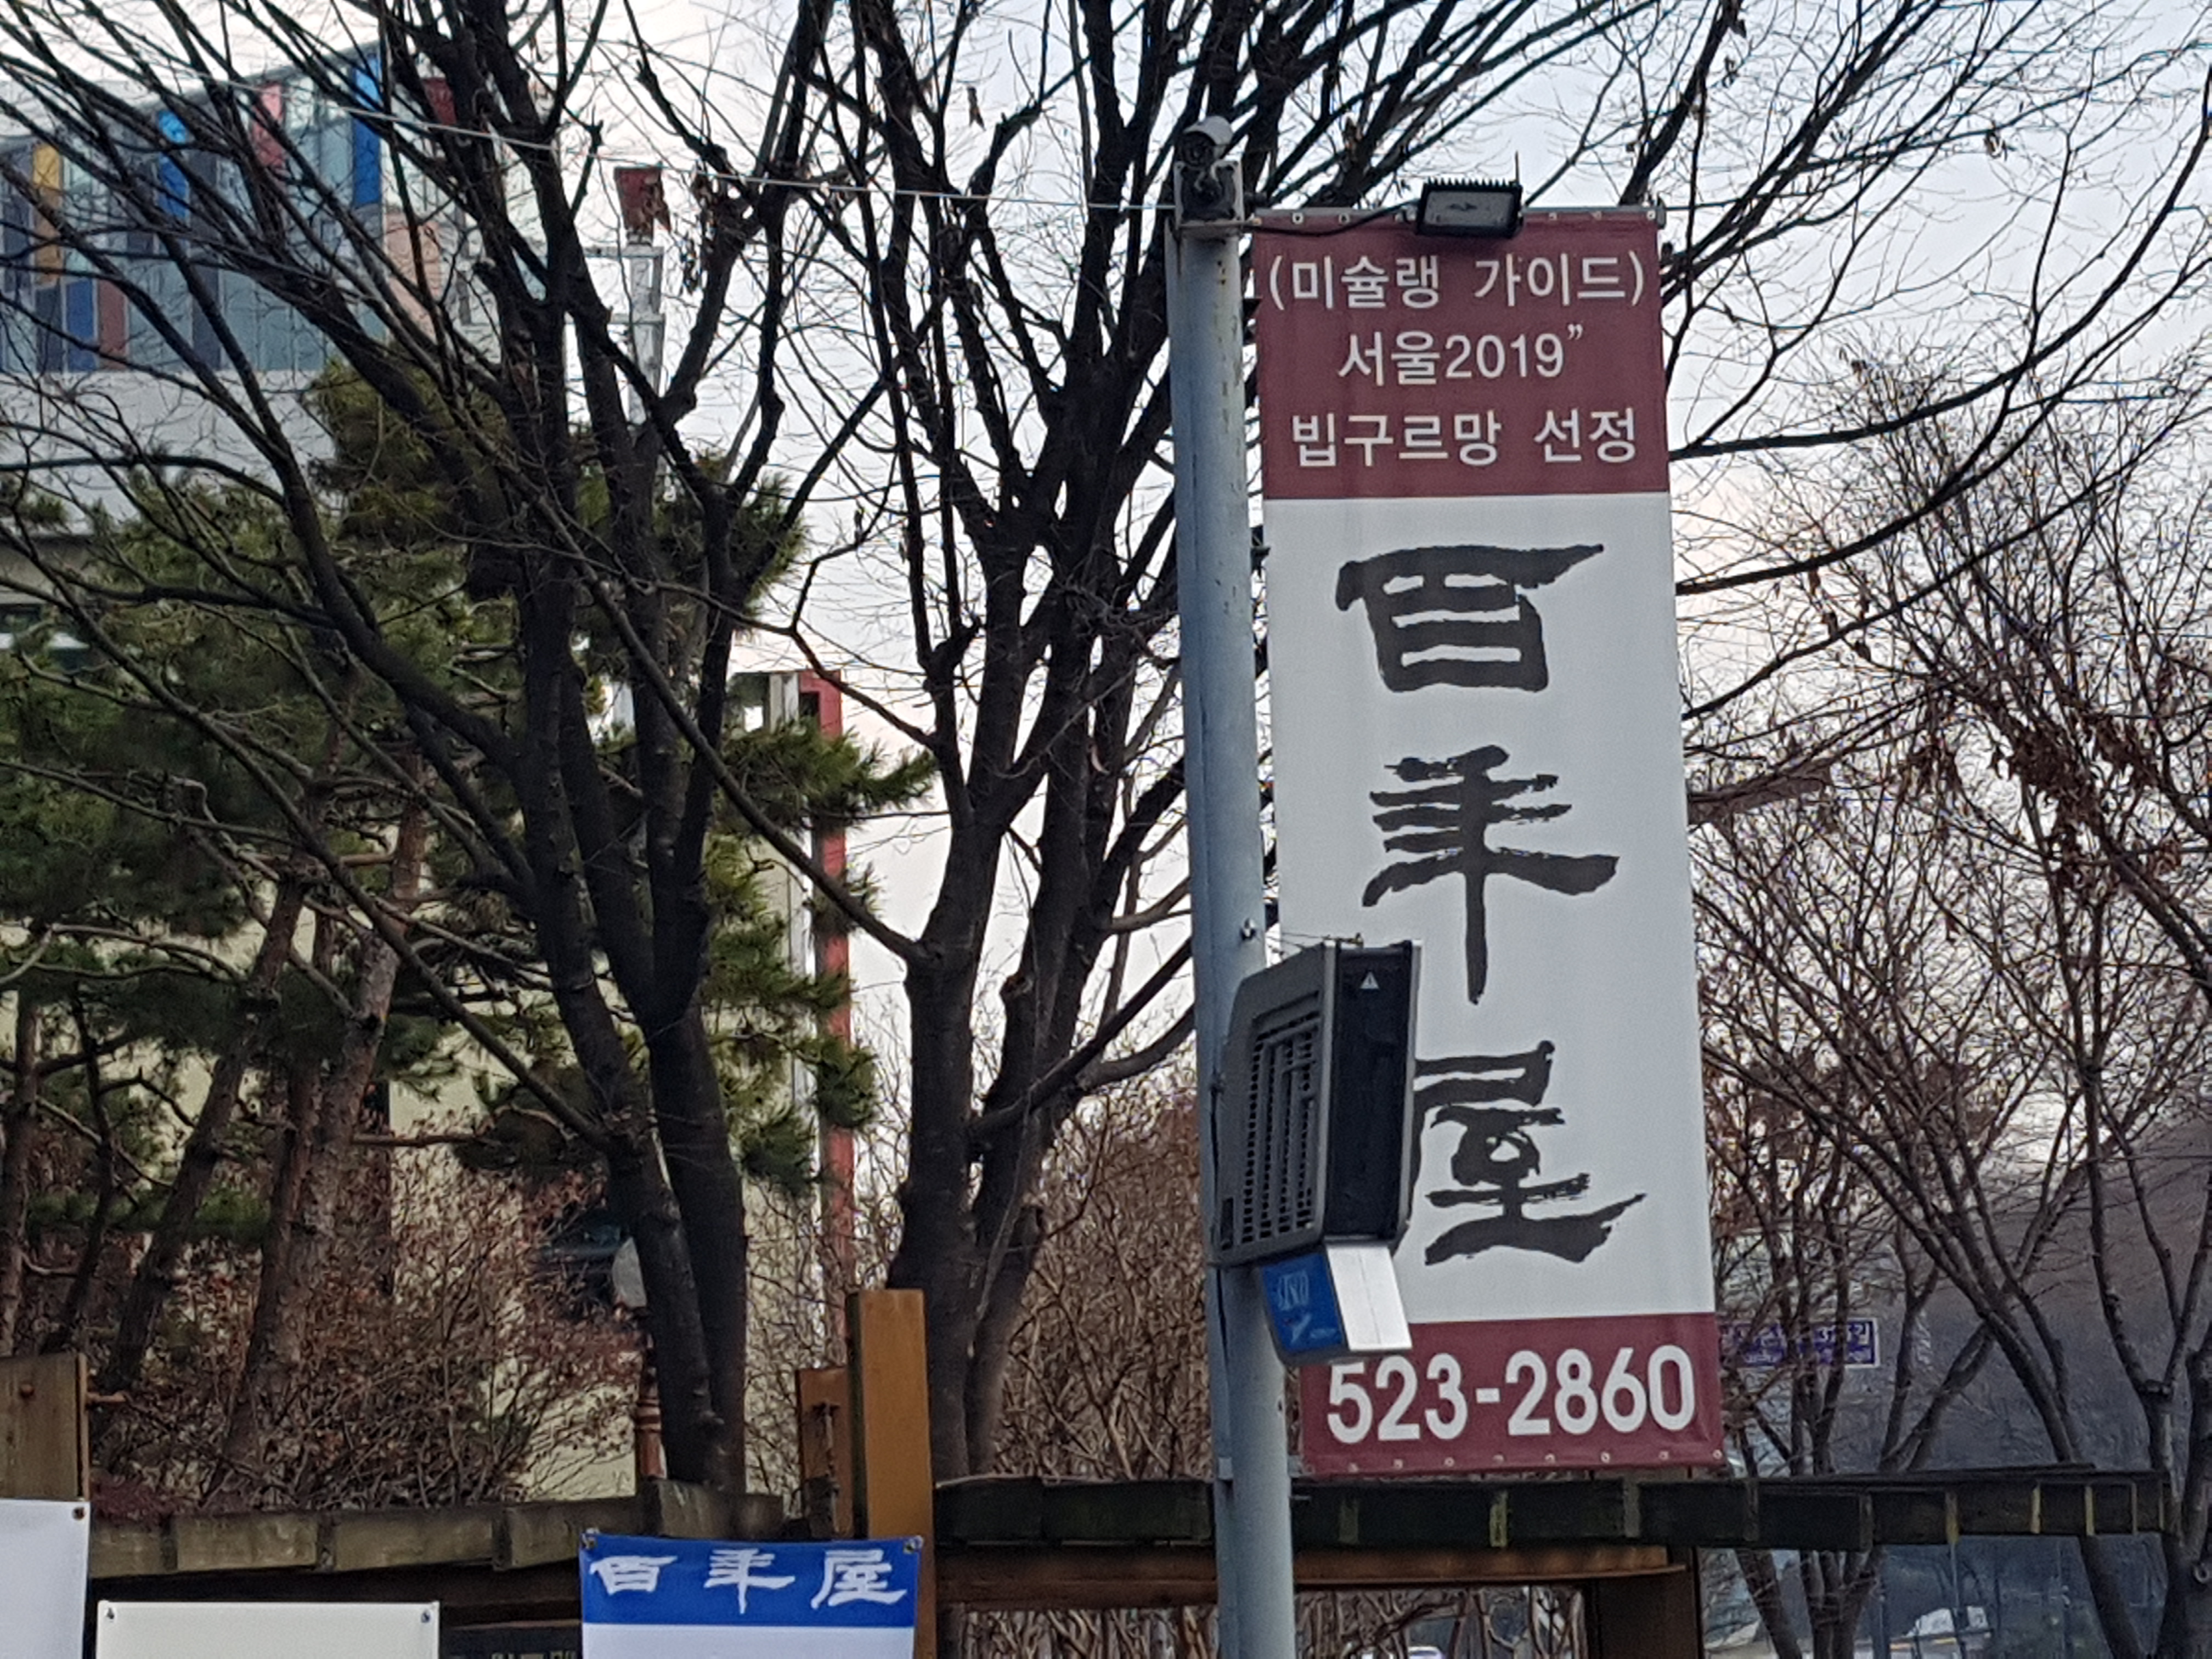 (미슐랭 가이드)
서울2019”
빕구르망 선정
百年屋
523-2860
百年屋